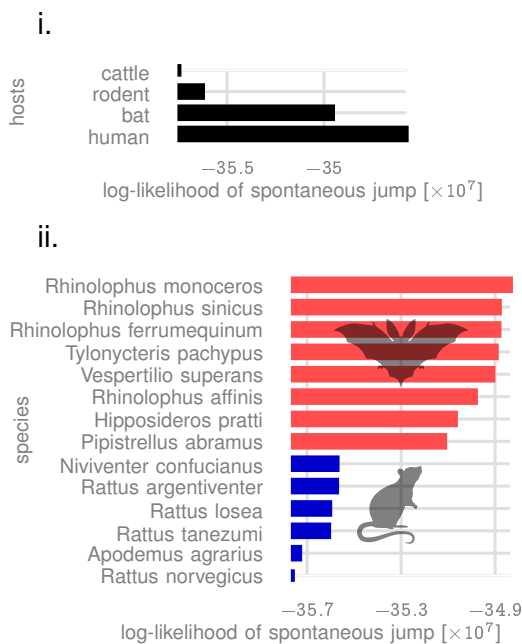 i.
hosts
cattle
rodent
bat
human
−35.5 −35
log-likelihood of spontaneous jump [×10⁷]
ii.
species
Rhinolophus monoceros
Rhinolophus sinicus
Rhinolophus ferrumequinum
Tylonycteris pachypus
Vespertilio superans
Rhinolophus affinis
Hipposideros pratti
Pipistrellus abramus
Niviventer confucianus
Rattus argentiventer
Rattus losea
Rattus tanezumi
Apodemus agrarius
Rattus norvegicus
−35.7 −35.3 −34.9
log-likelihood of spontaneous jump [×10⁷]